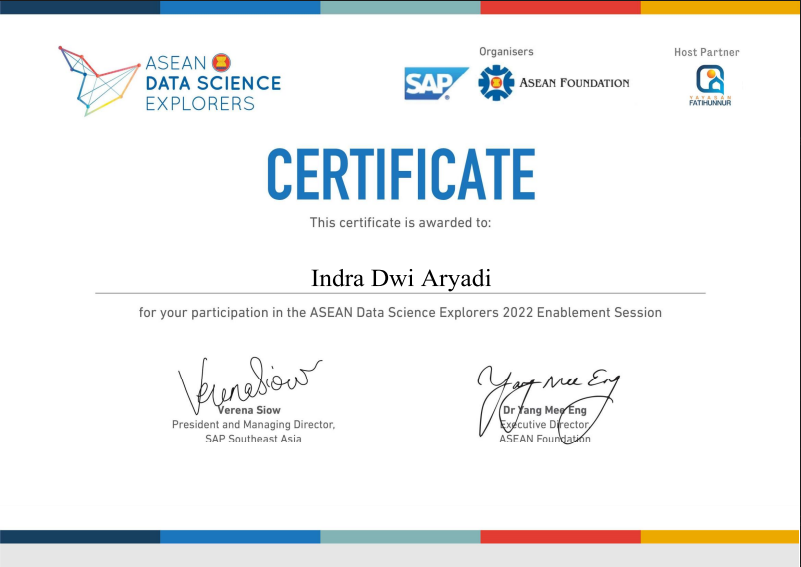 ASEAN
DATA SCIENCE
EXPLORERS
Organisers
SAP
ASEAN FOUNDATION
Host Partner
YAYASAN
FATIHUNNUR
CERTIFICATE
This certificate is awarded to:
Indra Dwi Aryadi
for your participation in the ASEAN Data Science Explorers 2022 Enablement Session
Verena Siow
Verena Siow
President and Managing Director,
SAP Southeast Asia
Yang Mee Eng
Dr Yang Mee Eng
Executive Director,
ASEAN Foundation